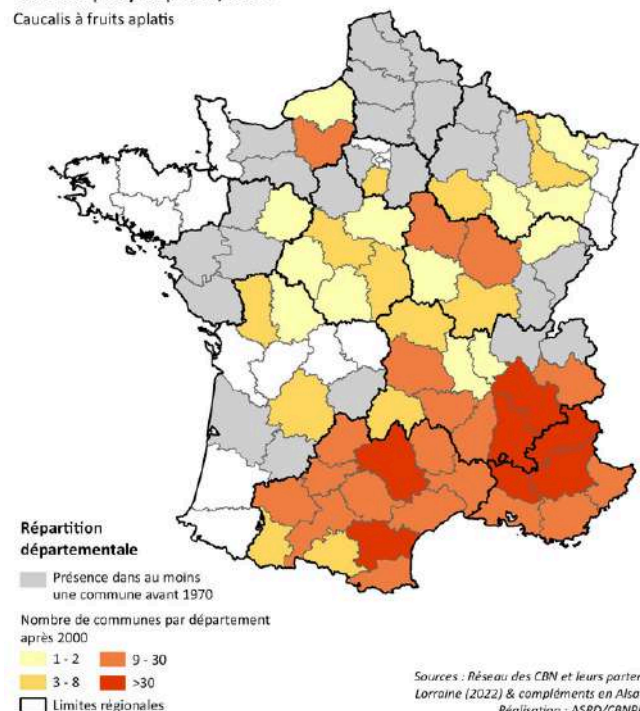 Caucalis à fruits aplatis
Répartition
départementale
Présence dans au moins
une commune avant 1970
Nombre de communes par département
après 2000
1 - 2
9 - 30
3 - 8
>30
Limites régionales
Sources : Réseau des CBN et leurs parten
Lorraine (2022) & compléments en Alsa